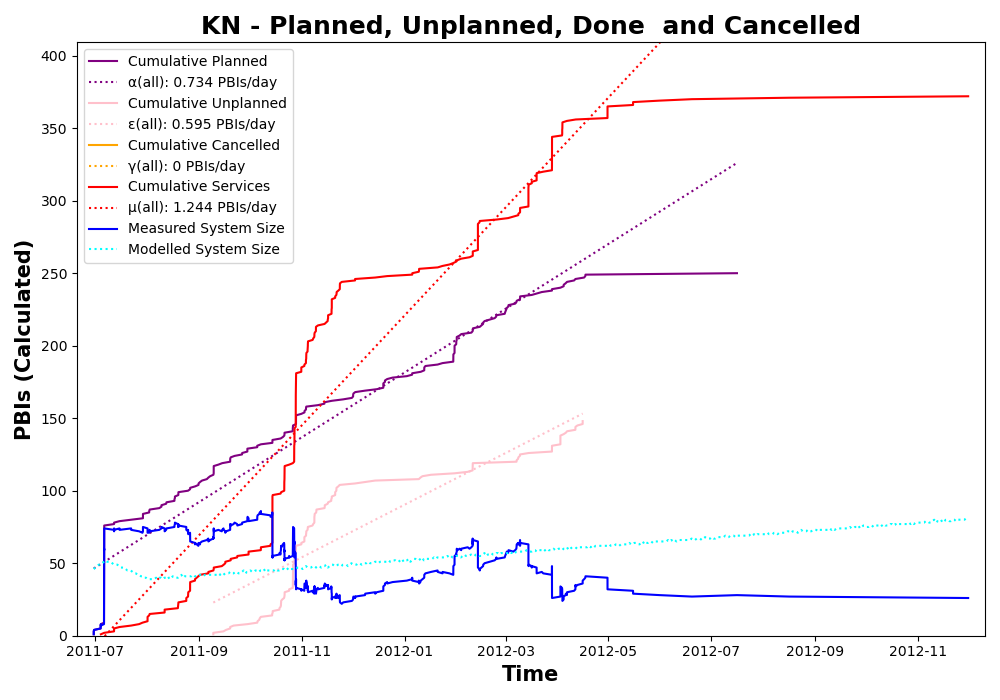 KN - Planned, Unplanned, Done  and Cancelled
PBIs (Calculated)
400
350
300
250
200
150
100
50
0
Cumulative Planned
α(all): 0.734 PBIs/day
Cumulative Unplanned
ε(all): 0.595 PBIs/day
Cumulative Cancelled
γ(all): 0 PBIs/day
Cumulative Services
μ(all): 1.244 PBIs/day
Measured System Size
Modelled System Size
2011-07 2011-09 2011-11 2012-01 2012-03 2012-05 2012-07 2012-09 2012-11
Time